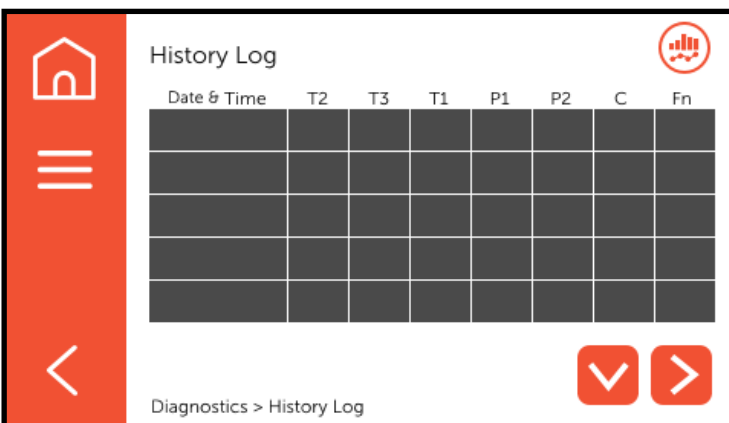 History Log
Date & Time T2 T3 T1 P1 P2 C Fn
Diagnostics > History Log